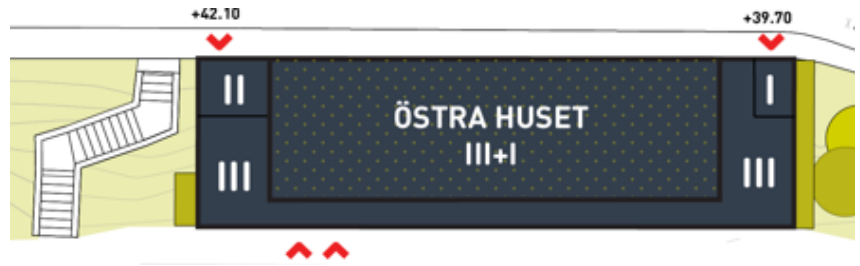 +42.10
+39.70
II
I
ÖSTRA HUSET
III+I
III
III